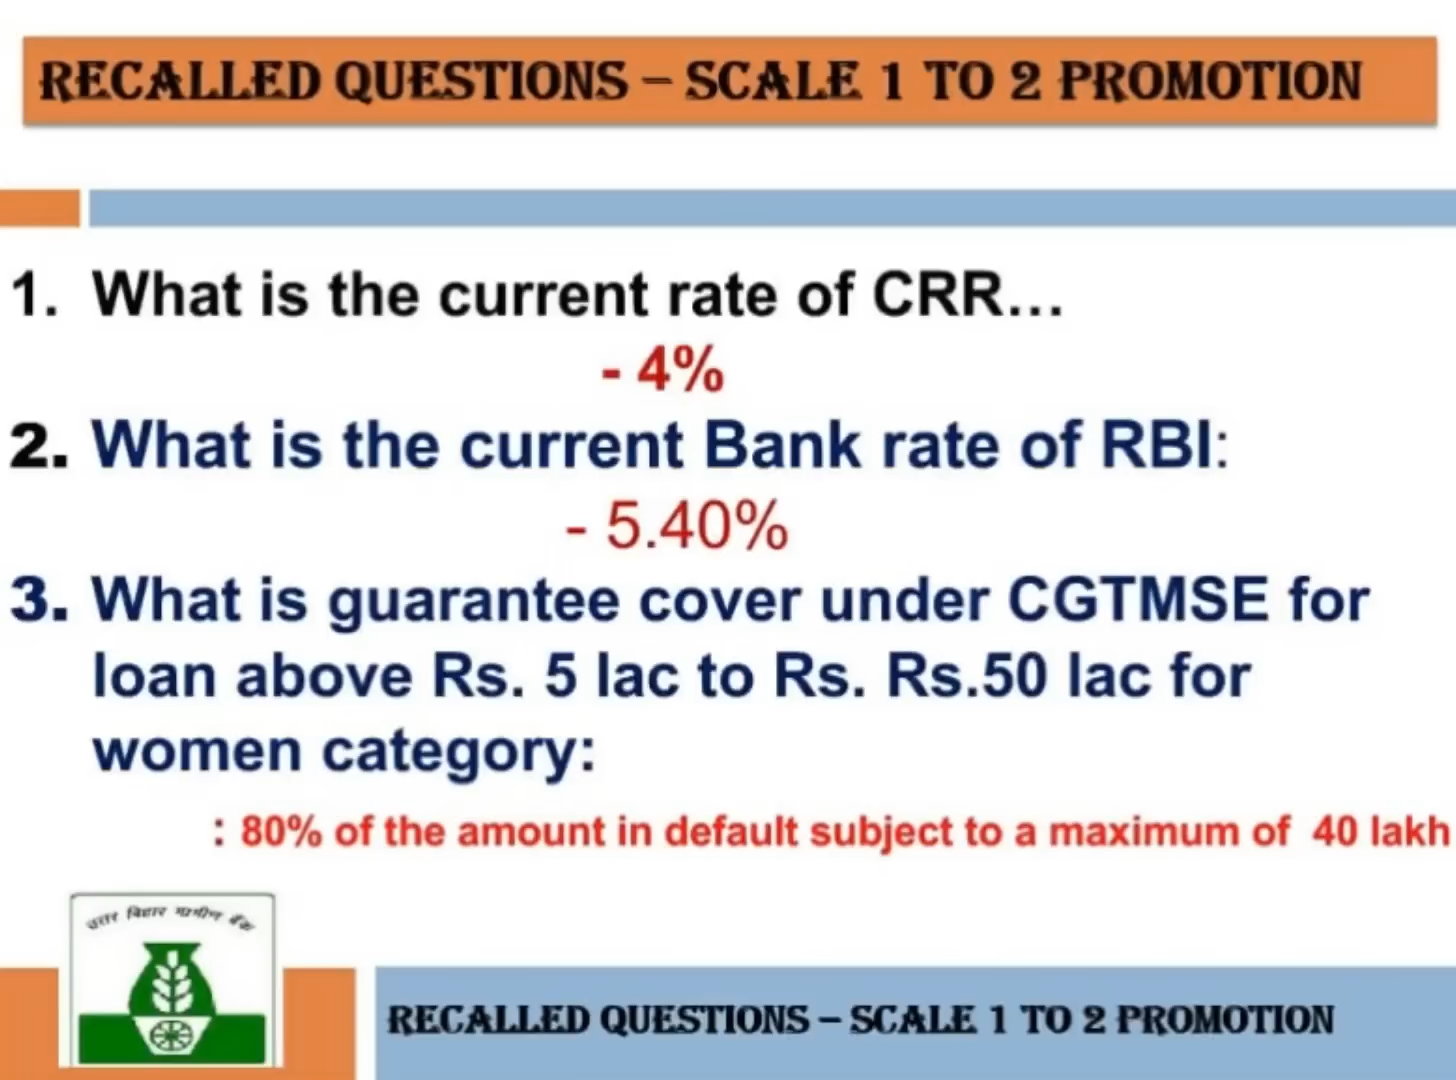 RECALLED QUESTIONS – SCALE 1 TO 2 PROMOTION
1. What is the current rate of CRR...
- 4%
2. What is the current Bank rate of RBI:
- 5.40%
3. What is guarantee cover under CGTMSE for
loan above Rs. 5 lac to Rs. Rs.50 lac for
women category:
: 80% of the amount in default subject to a maximum of 40 lakh
उत्तर बिहार ग्रामीण बैंक
RECALLED QUESTIONS – SCALE 1 TO 2 PROMOTION